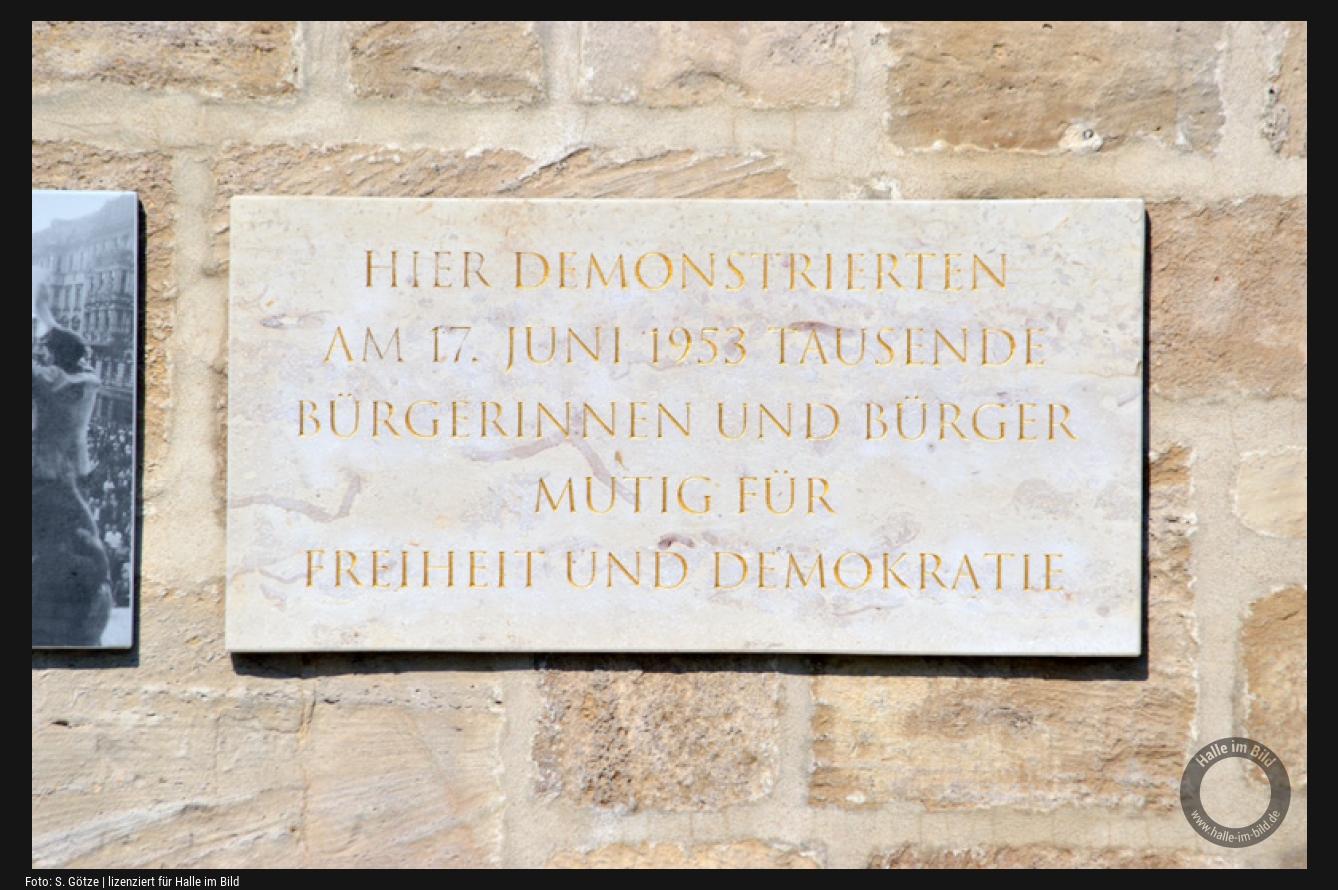 HIER DEMONSTRIERTEN
AM 17. JUNI 1953 TAUSENDE
BÜRGERINNEN UND BÜRGER
MUTIG FÜR
FREIHEIT UND DEMOKRATIE
Halle im Bild
www.halle-im-bild.de
Foto: S. Götze | lizenziert für Halle im Bild